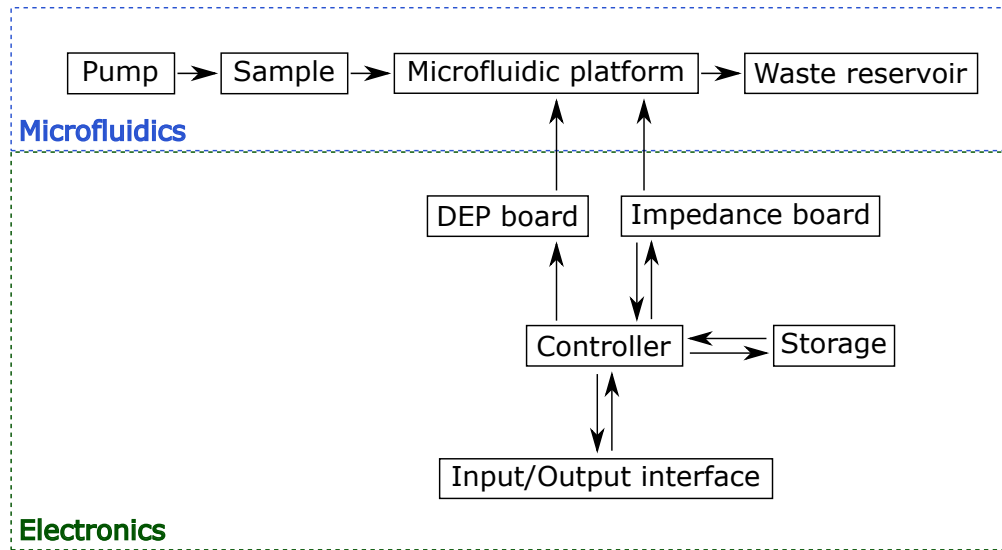 Pump
Sample
Microfluidic platform
Waste reservoir
Microfluidics
DEP board
Impedance board
Controller
Storage
Input/Output interface
Electronics